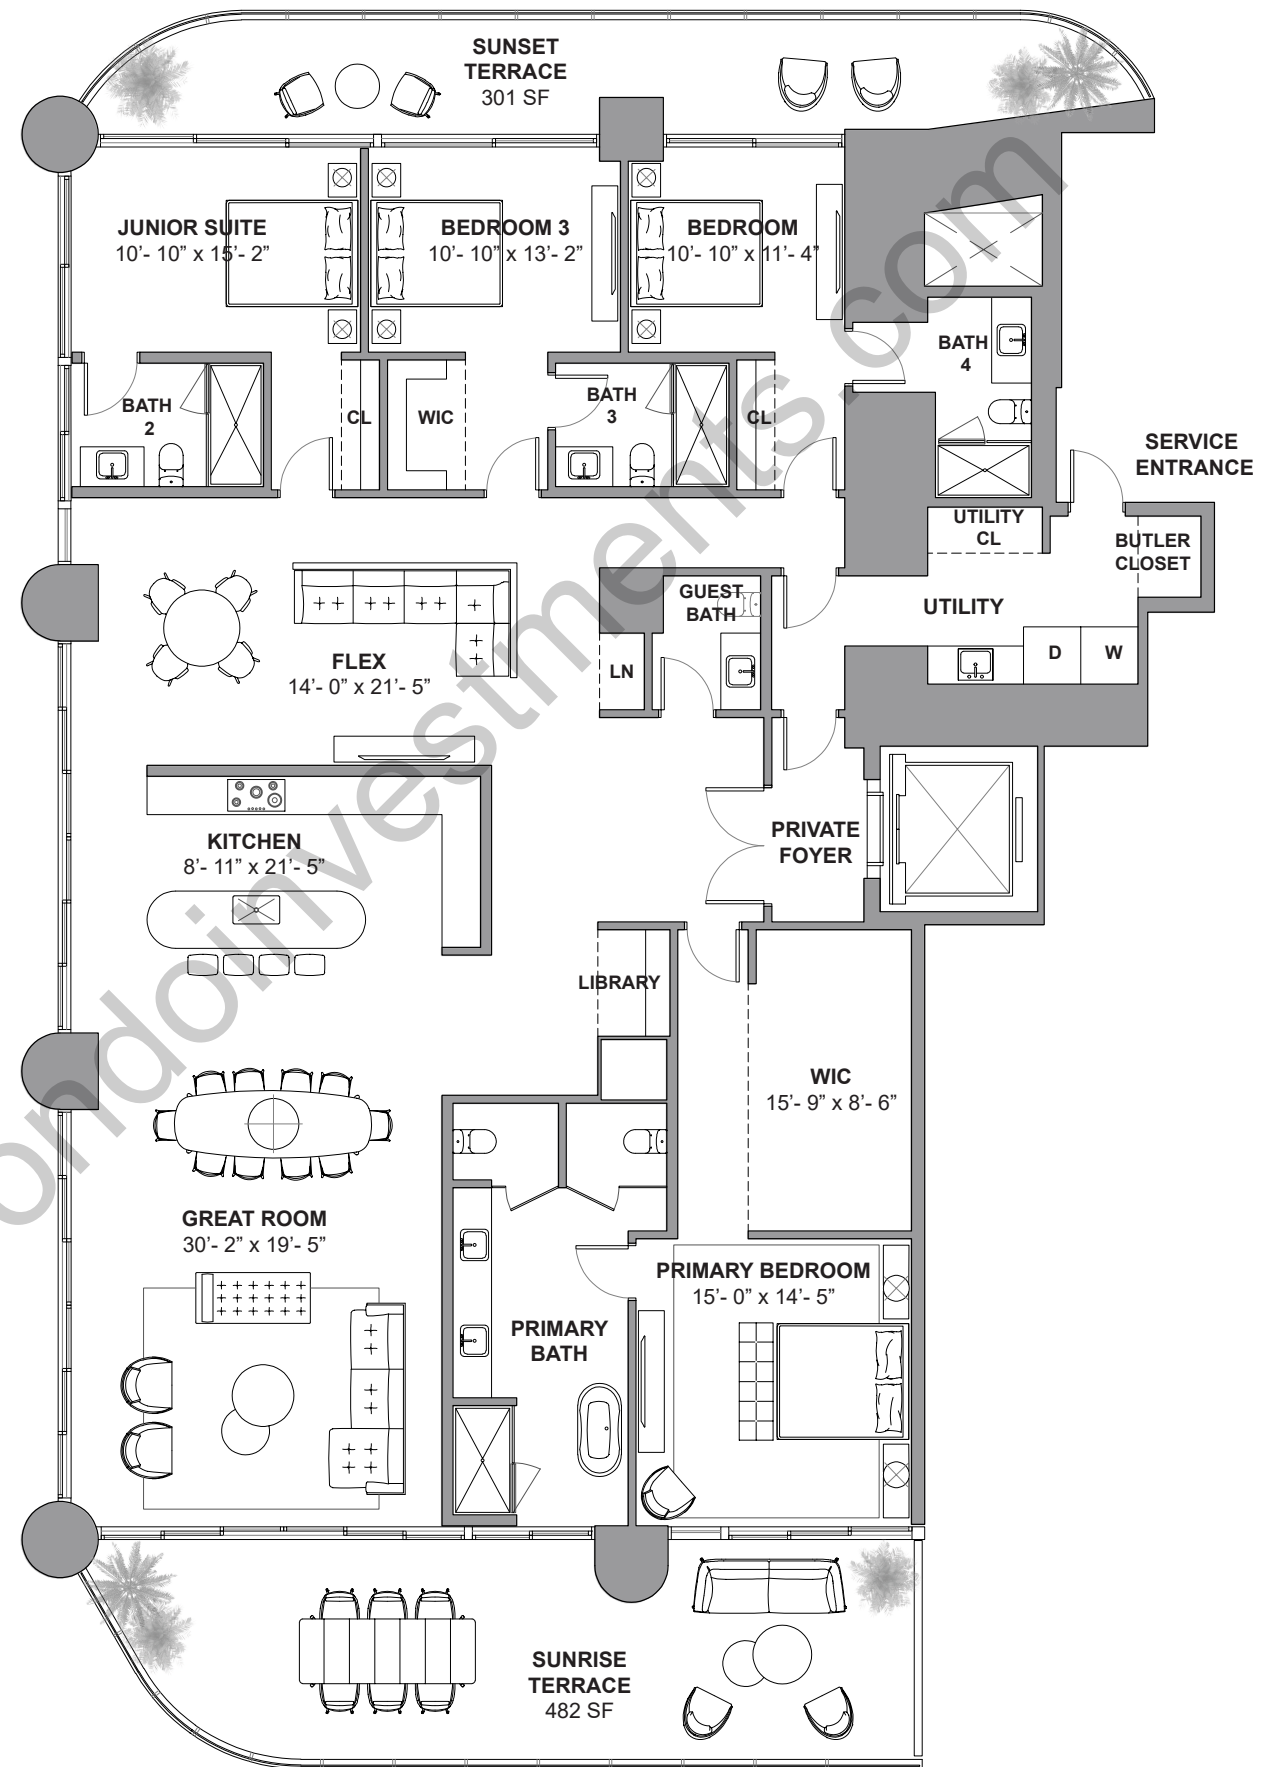 SUNSET
TERRACE
301 SF
JUNIOR SUITE
10'- 10” x 15'- 2”
BEDROOM 3
10'- 10” x 13'- 2”
BEDROOM
10'- 10” x 11'- 4”
BATH
4
BATH
2
CL
WIC
BATH
3
CL
SERVICE
ENTRANCE
UTILITY
CL
BUTLER
CLOSET
GUEST
BATH
UTILITY
FLEX
14'- 0” x 21'- 5”
LN
D
W
KITCHEN
8'- 11” x 21'- 5”
PRIVATE
FOYER
LIBRARY
WIC
15'- 9” x 8'- 6”
GREAT ROOM
30'- 2” x 19'- 5”
PRIMARY BEDROOM
15'- 0” x 14'- 5”
PRIMARY
BATH
SUNRISE
TERRACE
482 SF
ondoinvestments.com